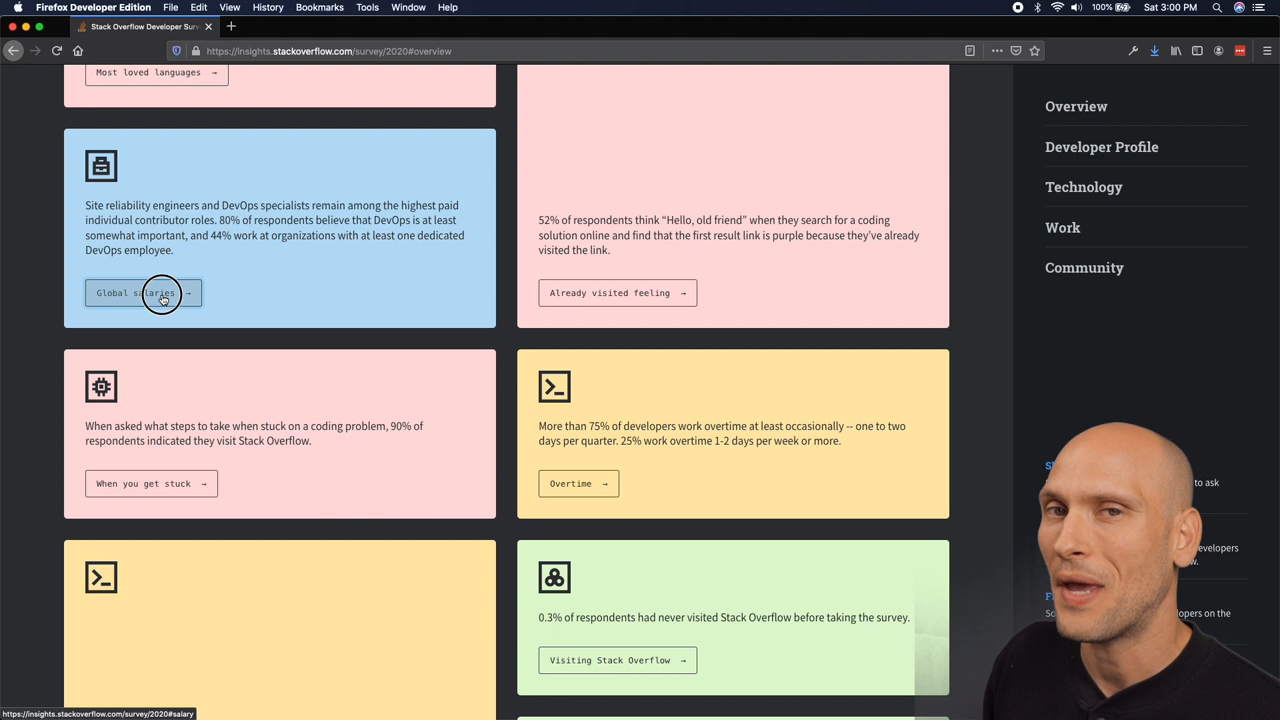 Firefox Developer Edition File Edit View History Bookmarks Tools Window Help
100% Sat 3:00 PM
Stack Overflow Developer Surv
https://insights.stackoverflow.com/survey/2020#overview
Most loved languages →
Site reliability engineers and DevOps specialists remain among the highest paid
individual contributor roles. 80% of respondents believe that DevOps is at least
somewhat important, and 44% work at organizations with at least one dedicated
DevOps employee.
Global salaries →
52% of respondents think “Hello, old friend” when they search for a coding
solution online and find that the first result link is purple because they’ve already
visited the link.
Already visited feeling →
When asked what steps to take when stuck on a coding problem, 90% of
respondents indicated they visit Stack Overflow.
When you get stuck →
More than 75% of developers work overtime at least occasionally -- one to two
days per quarter. 25% work overtime 1-2 days per week or more.
Overtime →
0.3% of respondents had never visited Stack Overflow before taking the survey.
Visiting Stack Overflow →
Overview
Developer Profile
Technology
Work
Community
to ask
developers
lopers on the
https://insights.stackoverflow.com/survey/2020#salary